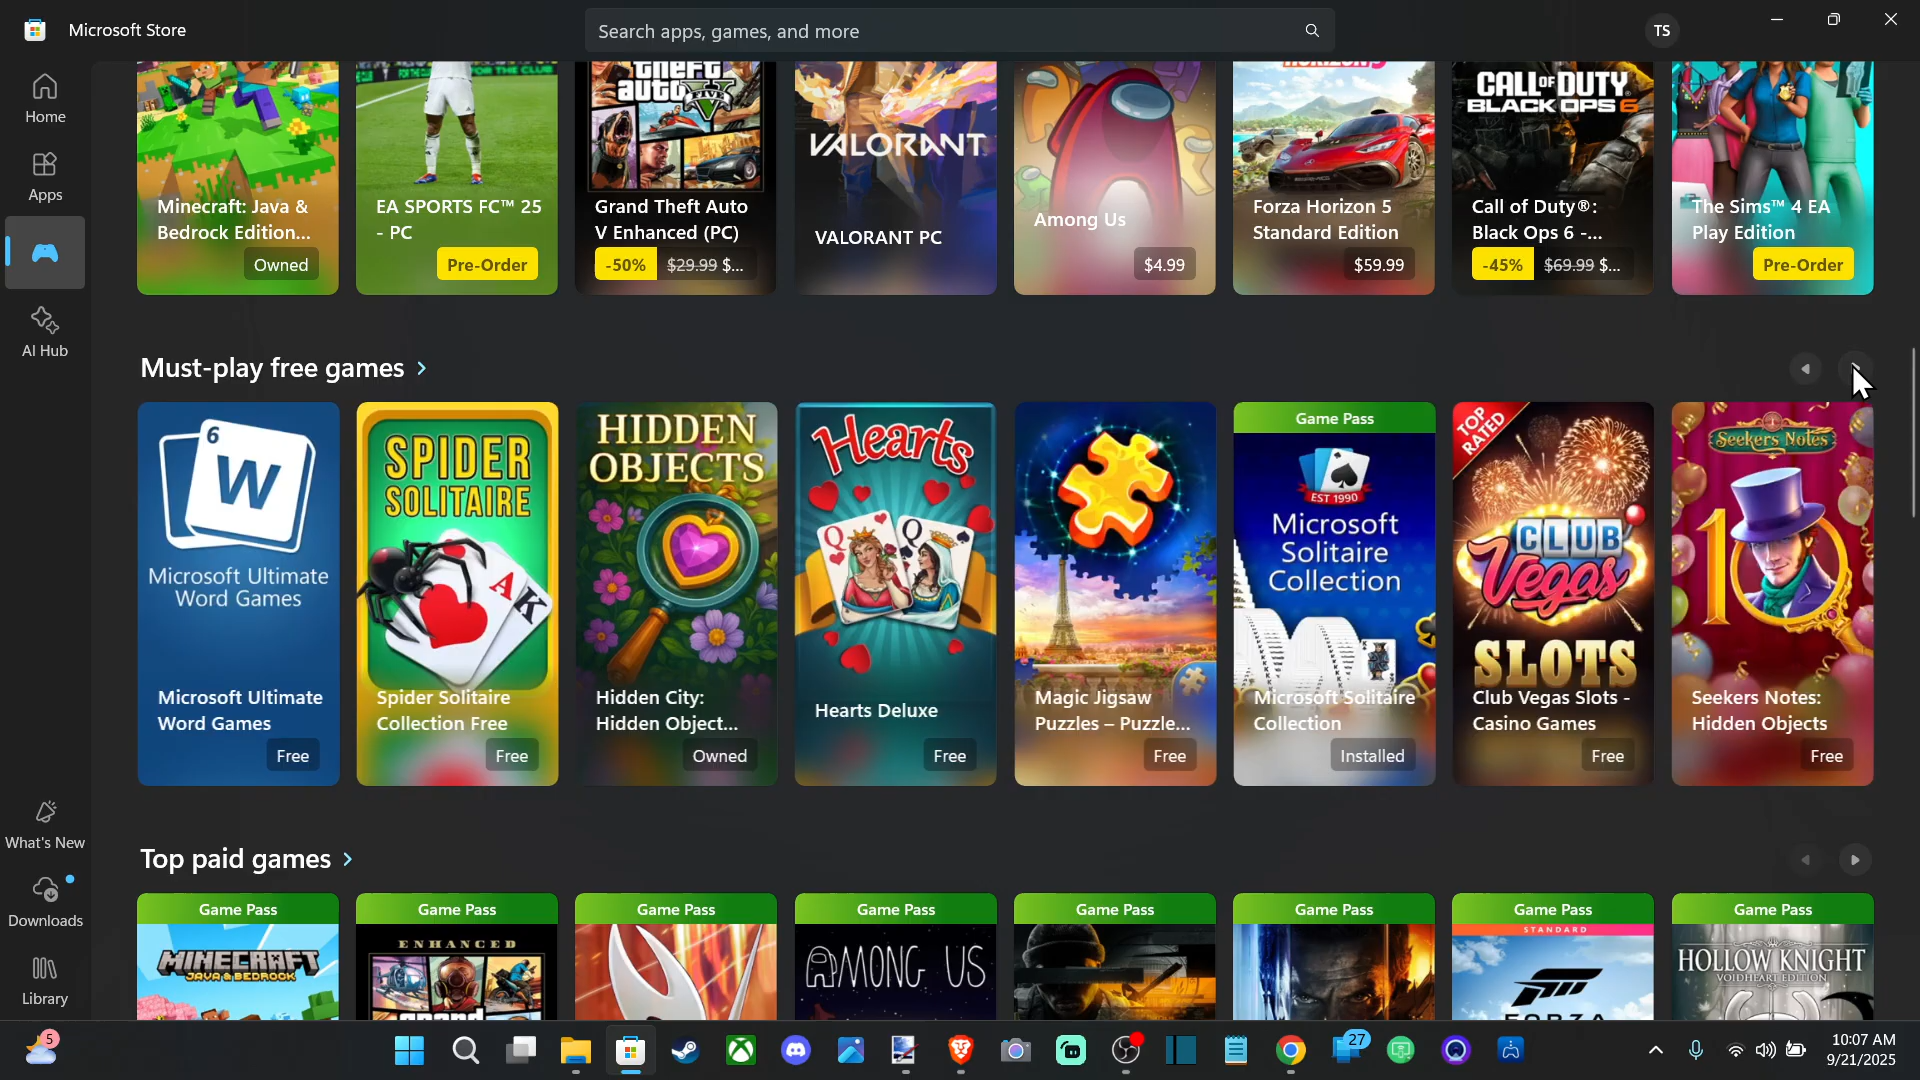 Microsoft Store
Search apps, games, and more
TS
Home
Apps
AI Hub
What's New
Downloads
Library
theft
auto
V
FIVE
VALORANT
CALL OF DUTY
BLACK OPS 6
Minecraft: Java &
Bedrock Edition...
Owned
EA SPORTS FC™ 25
- PC
Pre-Order
Grand Theft Auto
V Enhanced (PC)
-50% $29.99 $...
VALORANT PC
Among Us
$4.99
Forza Horizon 5
Standard Edition
$59.99
Call of Duty®:
Black Ops 6 -...
-45% $69.99 $...
The Sims™ 4 EA
Play Edition
Pre-Order
Must-play free games
6
W
Microsoft Ultimate
Word Games
Microsoft Ultimate
Word Games
Free
SPIDER
SOLITAIRE
A K
Spider Solitaire
Collection Free
Free
HIDDEN
OBJECTS
Hidden City:
Hidden Object...
Owned
Hearts
Q Q
Hearts Deluxe
Free
Magic Jigsaw
Puzzles – Puzzle...
Free
Game Pass
EST 1990
Microsoft
Solitaire
Collection
Microsoft Solitaire
Collection
Installed
TOP
RATED
CLUB
Vegas
SLOTS
Club Vegas Slots -
Casino Games
Free
Seekers Notes
10
Seekers Notes:
Hidden Objects
Free
Top paid games
Game Pass
MINECRAFT
JAVA & BEDROCK
Game Pass
ENHANCED
grand
Game Pass
Game Pass
AMONG US
Game Pass
Game Pass
Game Pass
STANDARD
FORZA
Game Pass
HOLLOW KNIGHT
VOIDHEART EDITION
5
27
10:07 AM
9/21/2025